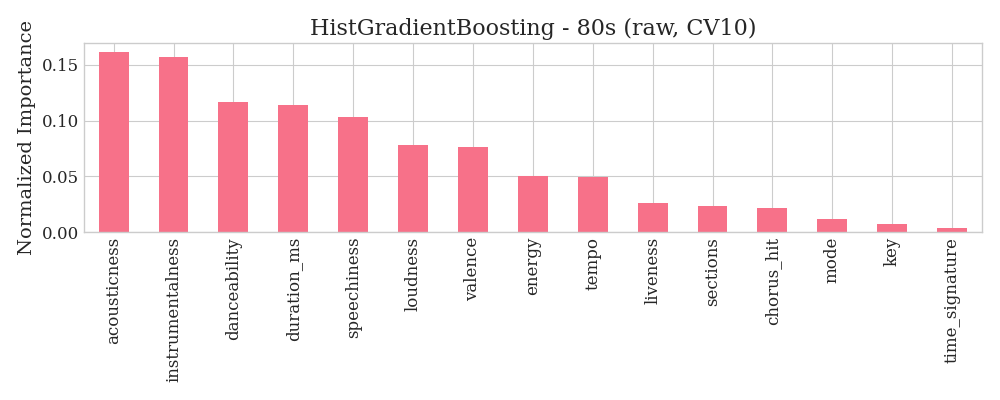 HistGradientBoosting - 80s (raw, CV10)
Normalized Importance
0.15
0.10
0.05
0.00
acousticness
instrumentalness
danceability
duration_ms
speechiness
loudness
valence
energy
tempo
liveness
sections
chorus_hit
mode
key
time_signature